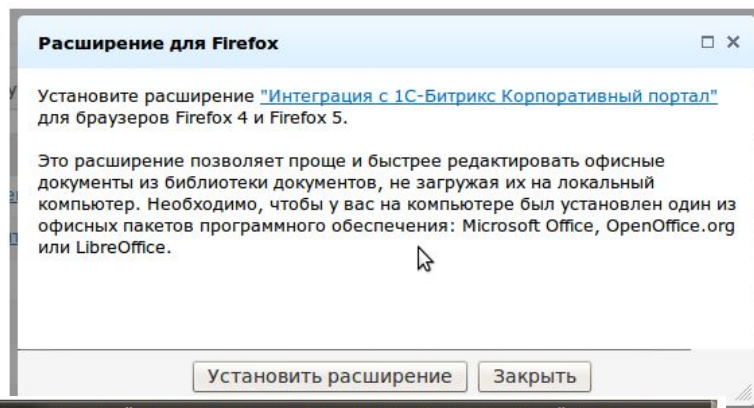 Расширение для Firefox
Установите расширение "Интеграция с 1С-Битрикс Корпоративный портал"
для браузеров Firefox 4 и Firefox 5.
Это расширение позволяет проще и быстрее редактировать офисные
документы из библиотеки документов, не загружая их на локальный
компьютер. Необходимо, чтобы у вас на компьютере был установлен один из
офисных пакетов программного обеспечения: Microsoft Office, OpenOffice.org
или LibreOffice.
Установить расширение Закрыть